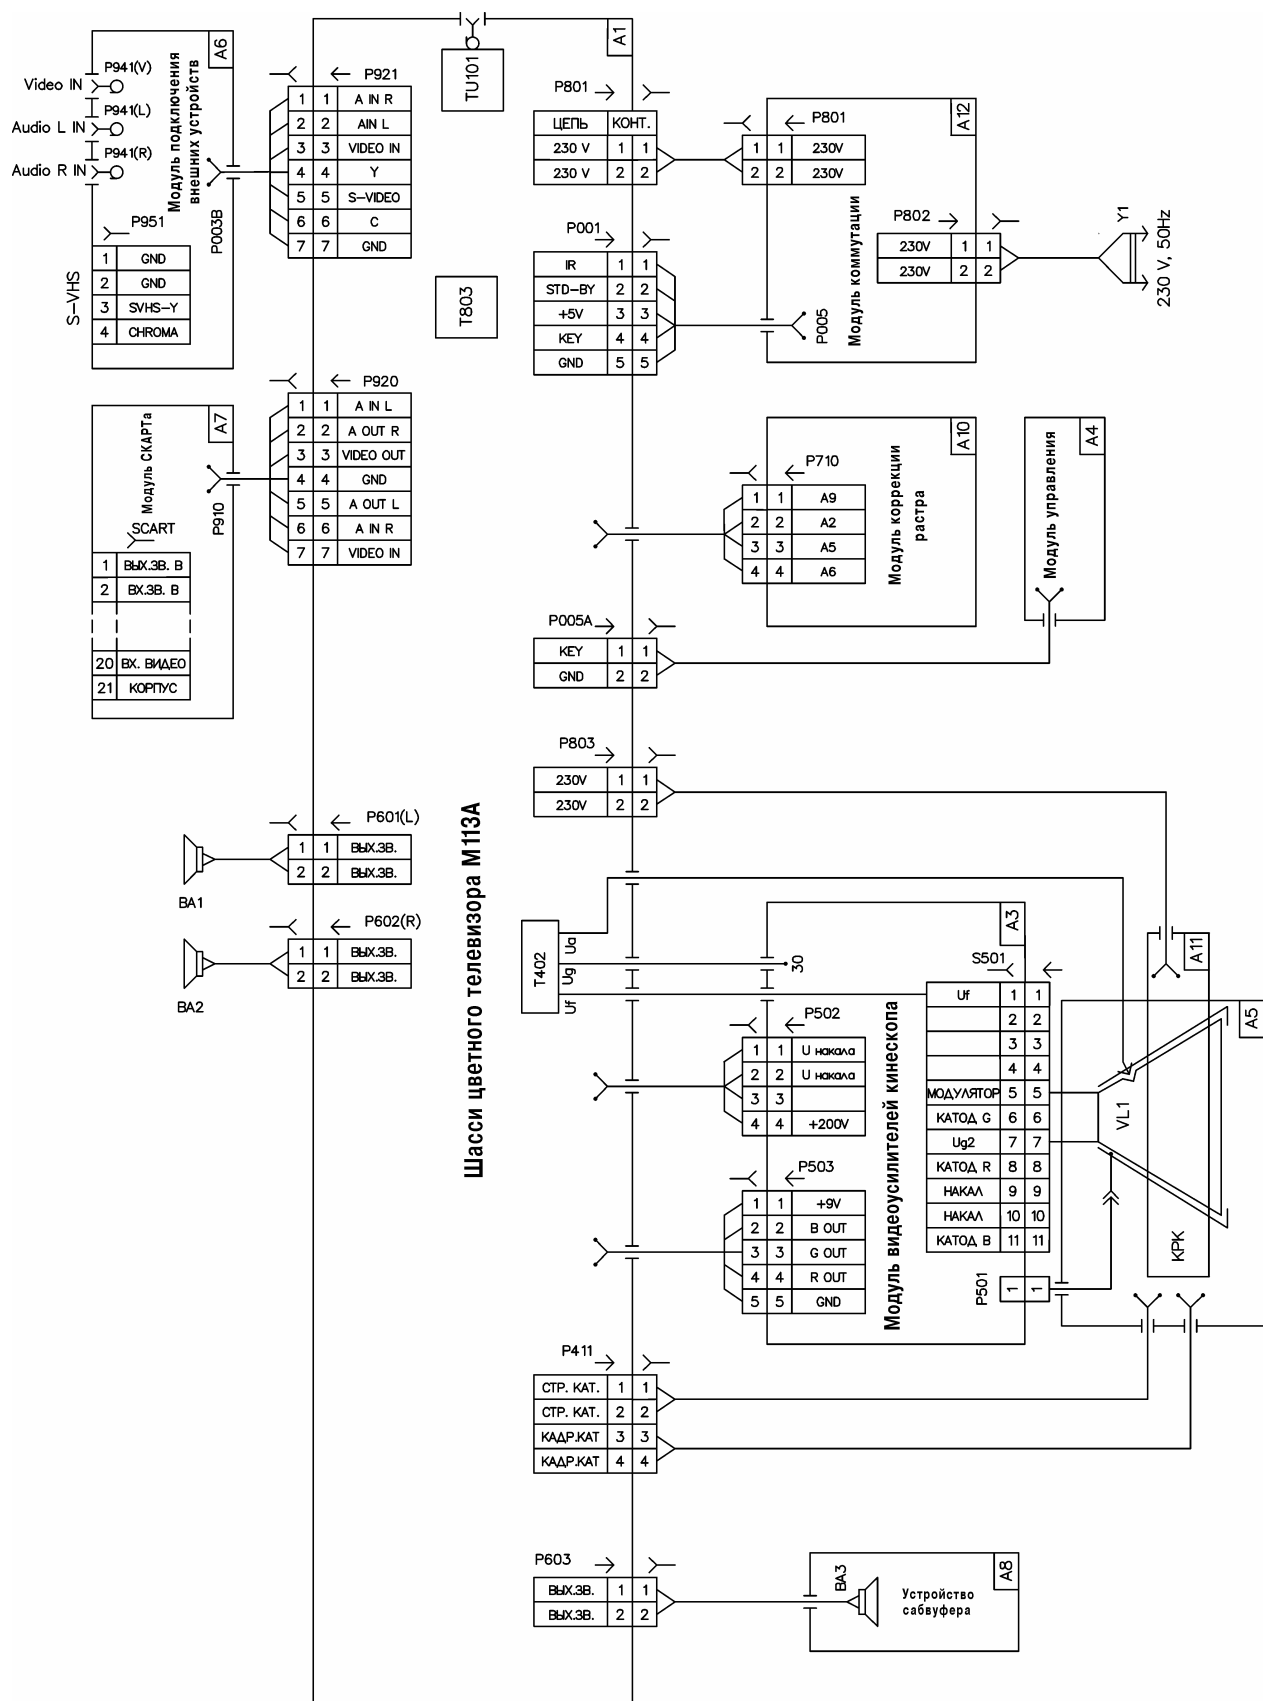 A6
Модуль подключения
внешних устройств
P941(V)
Video IN
P941(L)
Audio L IN
P941(R)
Audio R IN
P003B
P951
S-VHS
1 GND
2 GND
3 SVHS-Y
4 CHROMA
P921
1 1 A IN R
2 2 AIN L
3 3 VIDEO IN
4 4 Y
5 5 S-VIDEO
6 6 C
7 7 GND
TU101
T803
A1
P801
ЦЕПЬ КОНТ.
230 V 1 1
230 V 2 2
P001
IR 1 1
STD-BY 2 2
+5V 3 3
KEY 4 4
GND 5 5
A12
Модуль коммутации
P801
1 1 230V
2 2 230V
P802
230V 1 1
230V 2 2
P005
Y1
230 V, 50Hz
A7
Модуль СКАРТа
P910
SCART
1 ВЫХ.ЗВ. В
2 ВХ.ЗВ. В
20 ВХ. ВИДЕО
21 КОРПУС
P920
1 1 A IN L
2 2 A OUT R
3 3 VIDEO OUT
4 4 GND
5 5 A OUT L
6 6 A IN R
7 7 VIDEO IN
A10
Модуль коррекции
растра
P710
1 1 A9
2 2 A2
3 3 A5
4 4 A6
A4
Модуль управления
P005A
KEY 1 1
GND 2 2
P803
230V 1 1
230V 2 2
P601(L)
1 1 ВЫХ.ЗВ.
2 2 ВЫХ.ЗВ.
BA1
P602(R)
1 1 ВЫХ.ЗВ.
2 2 ВЫХ.ЗВ.
BA2
Шасси цветного телевизора М113А
T402
Ua
Ug
Uf
30
A3
Модуль видеоусилителей кинескопа
P502
1 1 U накала
2 2 U накала
3 3
4 4 +200V
P503
1 1 +9V
2 2 B OUT
3 3 G OUT
4 4 R OUT
5 5 GND
S501
Uf 1 1
2 2
3 3
4 4
МОДУЛЯТОР 5 5
КАТОД G 6 6
Ug2 7 7
КАТОД R 8 8
НАКАЛ 9 9
НАКАЛ 10 10
КАТОД B 11 11
P501
1 1
A11
A5
VL1
КРК
P411
СТР. КАТ. 1 1
СТР. КАТ. 2 2
КАДР.КАТ 3 3
КАДР.КАТ 4 4
P603
ВЫХ.ЗВ. 1 1
ВЫХ.ЗВ. 2 2
A8
BA3
Устройство
сабвуфера